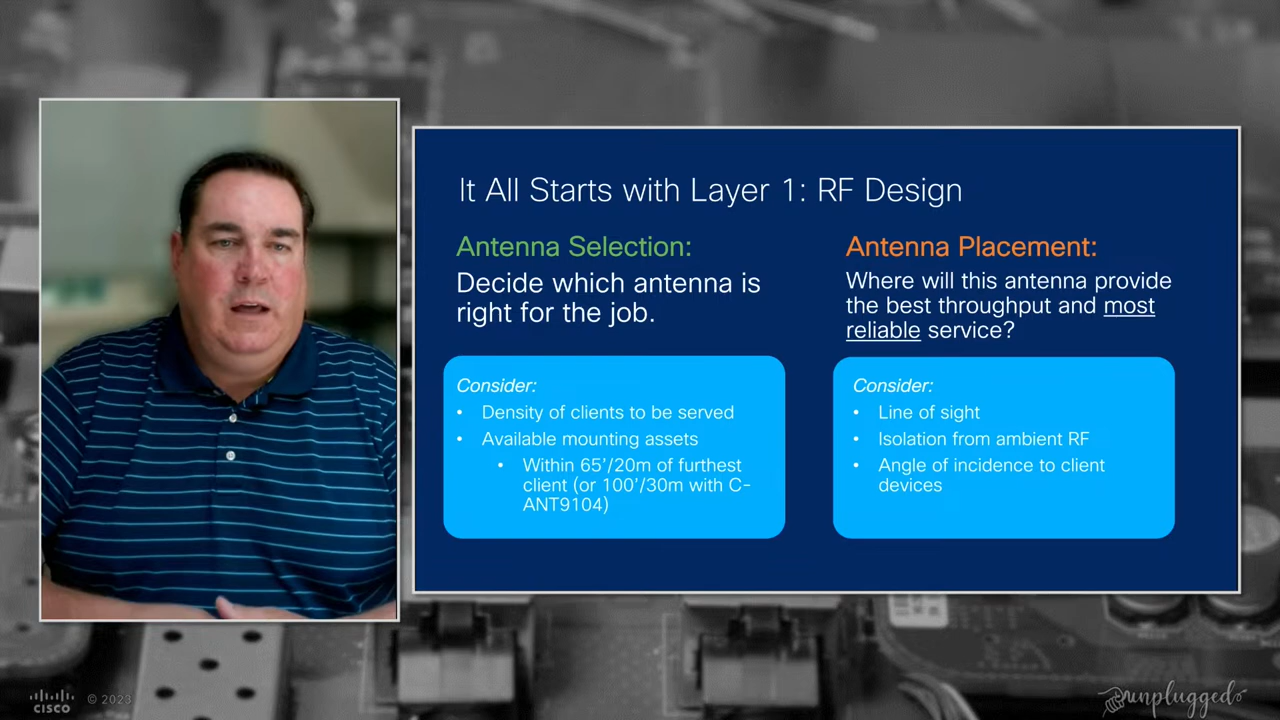 It All Starts with Layer 1: RF Design
Antenna Selection:
Decide which antenna is
right for the job.
Consider:
• Density of clients to be served
• Available mounting assets
• Within 65'/20m of furthest
client (or 100'/30m with C-
ANT9104)
Antenna Placement:
Where will this antenna provide
the best throughput and most
reliable service?
Consider:
• Line of sight
• Isolation from ambient RF
• Angle of incidence to client
devices
CISCO
© 2023
unplugged